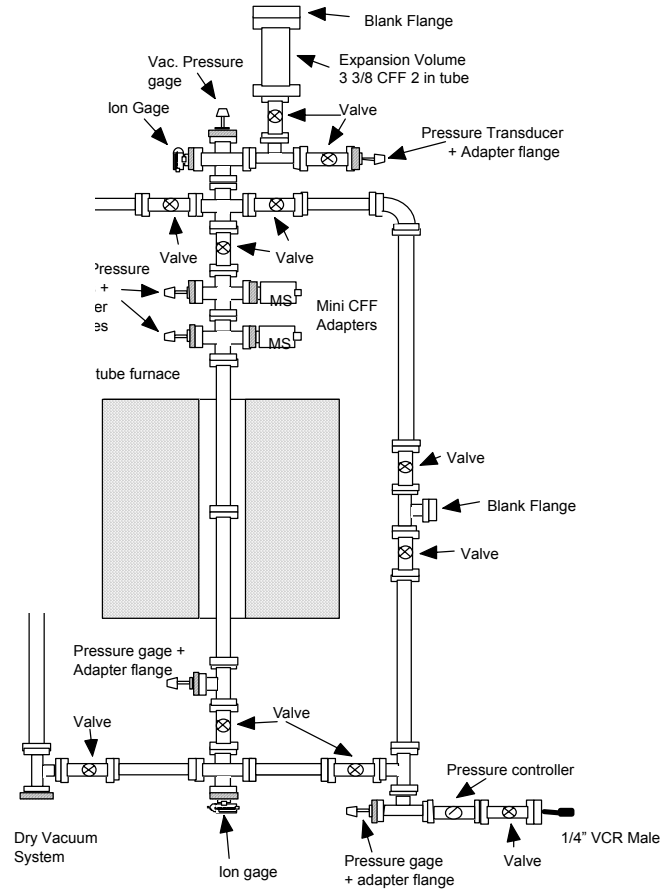 Blank Flange
Vac. Pressure
gage
Expansion Volume
3 3/8 CFF 2 in tube
Ion Gage
Valve
Pressure Transducer
+ Adapter flange
Valve
Valve
Pressure
+
MS
Mini CFF
Adapters
er
es
MS
tube furnace
Valve
Blank Flange
Valve
Pressure gage +
Adapter flange
Valve
Valve
Pressure controller
Dry Vacuum
System
Ion gage
Pressure gage
+ adapter flange
Valve
1/4" VCR Male